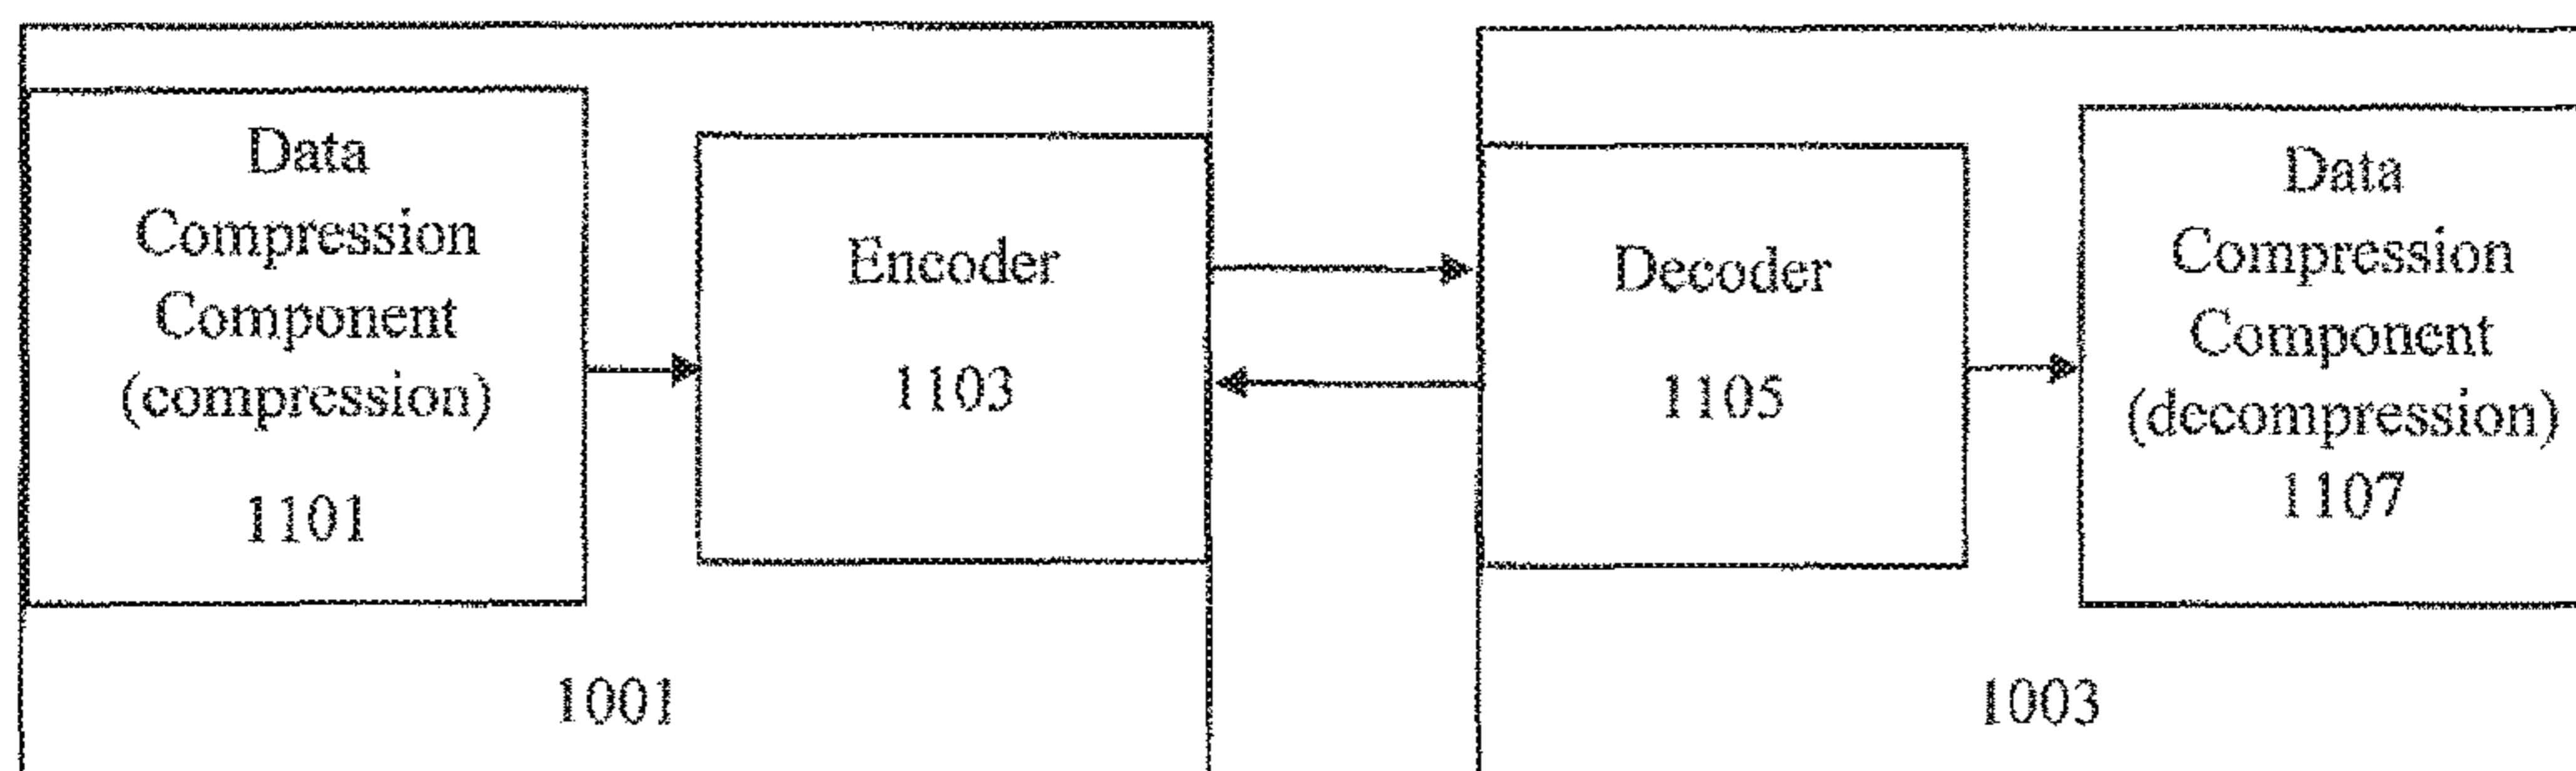 Data
Compression
Component
(compression)
1101
Encoder
1103
Decoder
1105
Data
Compression
Component
(decompression)
1107
1001
1003